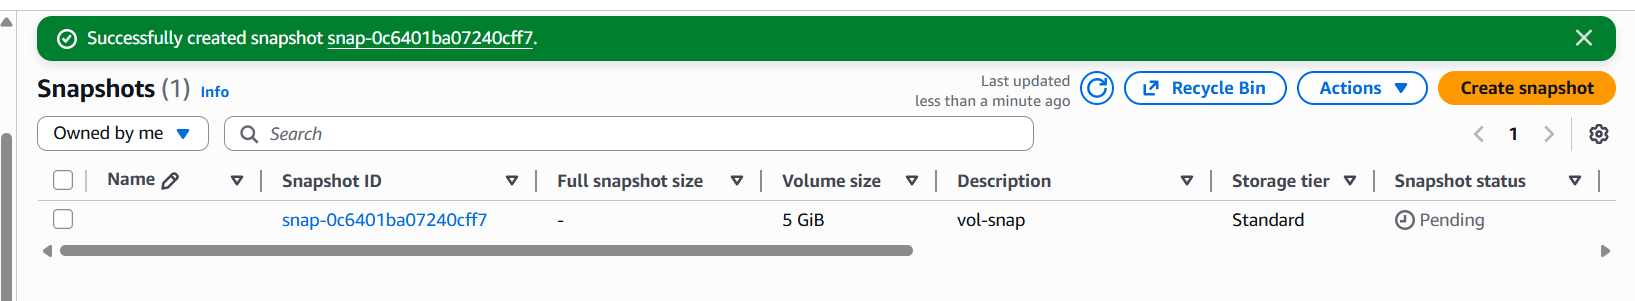 Successfully created snapshot snap-0c6401ba07240cff7.
Snapshots (1) Info
Last updated
less than a minute ago
Recycle Bin
Actions
Create snapshot
Owned by me
Search
1
Name Snapshot ID Full snapshot size Volume size Description Storage tier Snapshot status
snap-0c6401ba07240cff7 - 5 GiB vol-snap Standard Pending